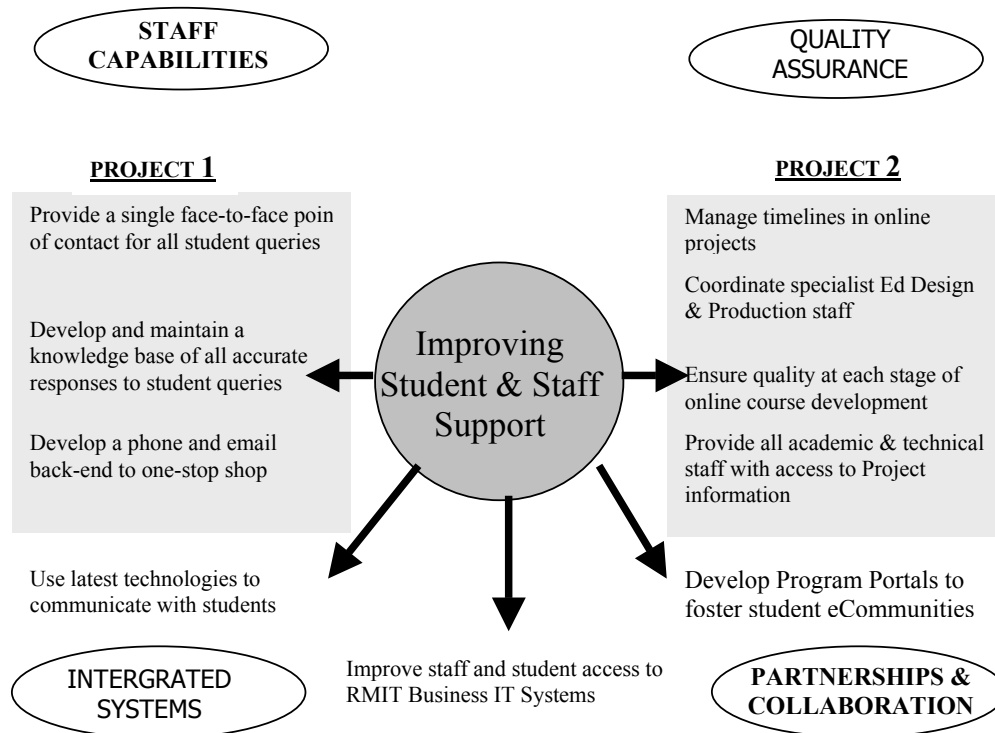 STAFF
CAPABILITIES
QUALITY
ASSURANCE
PROJECT 1
Provide a single face-to-face poin
of contact for all student queries
Develop and maintain a
knowledge base of all accurate
responses to student queries
Develop a phone and email
back-end to one-stop shop
PROJECT 2
Manage timelines in online
projects
Coordinate specialist Ed Design
& Production staff
Ensure quality at each stage of
online course development
Provide all academic & technical
staff with access to Project
information
Improving
Student & Staff
Support
Use latest technologies to
communicate with students
Develop Program Portals to
foster student eCommunities
INTERGRATED
SYSTEMS
Improve staff and student access to
RMIT Business IT Systems
PARTNERSHIPS &
COLLABORATION